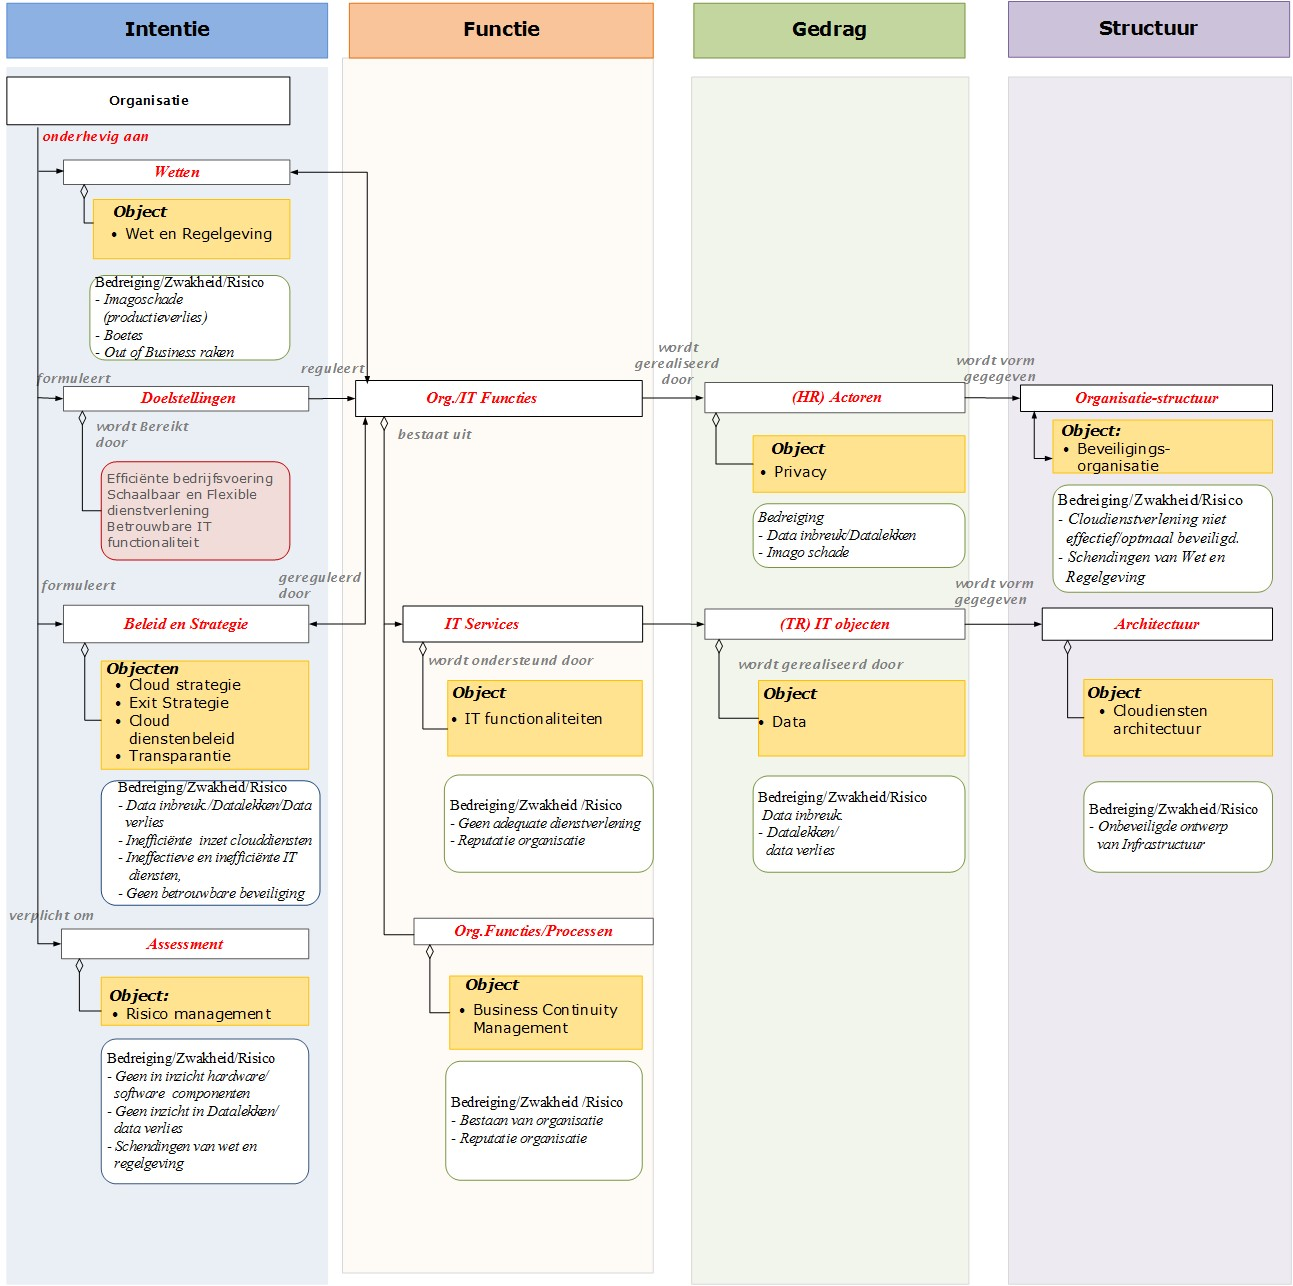 Intentie
Functie
Gedrag
Structuur
Organisatie
onderhevig aan
Wetten
Object
• Wet en Regelgeving
Bedreiging/Zwakheid/Risico
- Imagoschade
(productieverlies)
- Boetes
- Out of Business raken
formuleert
Doelstellingen
wordt Bereikt
door
Efficiënte bedrijfsvoering
Schaalbaar en Flexible
dienstverlening
Betrouwbare IT
functionaliteit
formuleert
Beleid en Strategie
Objecten
• Cloud strategie
• Exit Strategie
• Cloud
dienstenbeleid
• Transparantie
Bedreiging/Zwakheid/Risico
- Data inbreuk./Datalekken/Data
verlies
- Inefficiënte inzet clouddiensten
- Ineffectieve en inefficiënte IT
diensten,
- Geen betrouwbare beveiliging
verplicht om
Assessment
Object:
• Risico management
Bedreiging/Zwakheid/Risico
- Geen in inzicht hardware/
software componenten
- Geen inzicht in Datalekken/
data verlies
- Schendingen van wet en
regelgeving
reguleert
Org./IT Functies
bestaat uit
gereguleerd
door
IT Services
wordt ondersteund door
Object
• IT functionaliteiten
Bedreiging/Zwakheid /Risico
- Geen adequate dienstverlening
- Reputatie organisatie
Org.Functies/Processen
Object
• Business Continuity
Management
Bedreiging/Zwakheid /Risico
- Bestaan van organisatie
- Reputatie organisatie
wordt
gerealiseerd
door
(HR) Actoren
Object
• Privacy
Bedreiging
- Data inbreuk/Datalekken
- Imago schade
(TR) IT objecten
wordt gerealiseerd door
Object
• Data
Bedreiging/Zwakheid/Risico
Data inbreuk.
- Datalekken/
data verlies
wordt vorm
gegegeven
Organisatie-structuur
Object:
• Beveiligings-
organisatie
Bedreiging/Zwakheid/Risico
- Cloudienstverlening niet
effectief/optmaal beveiligd.
- Schendingen van Wet en
Regelgeving
wordt vorm
gegegeven
Architectuur
Object
• Cloudiensten
architectuur
Bedreiging/Zwakheid/Risico
- Onbeveiligde ontwerp
van Infrastructuur